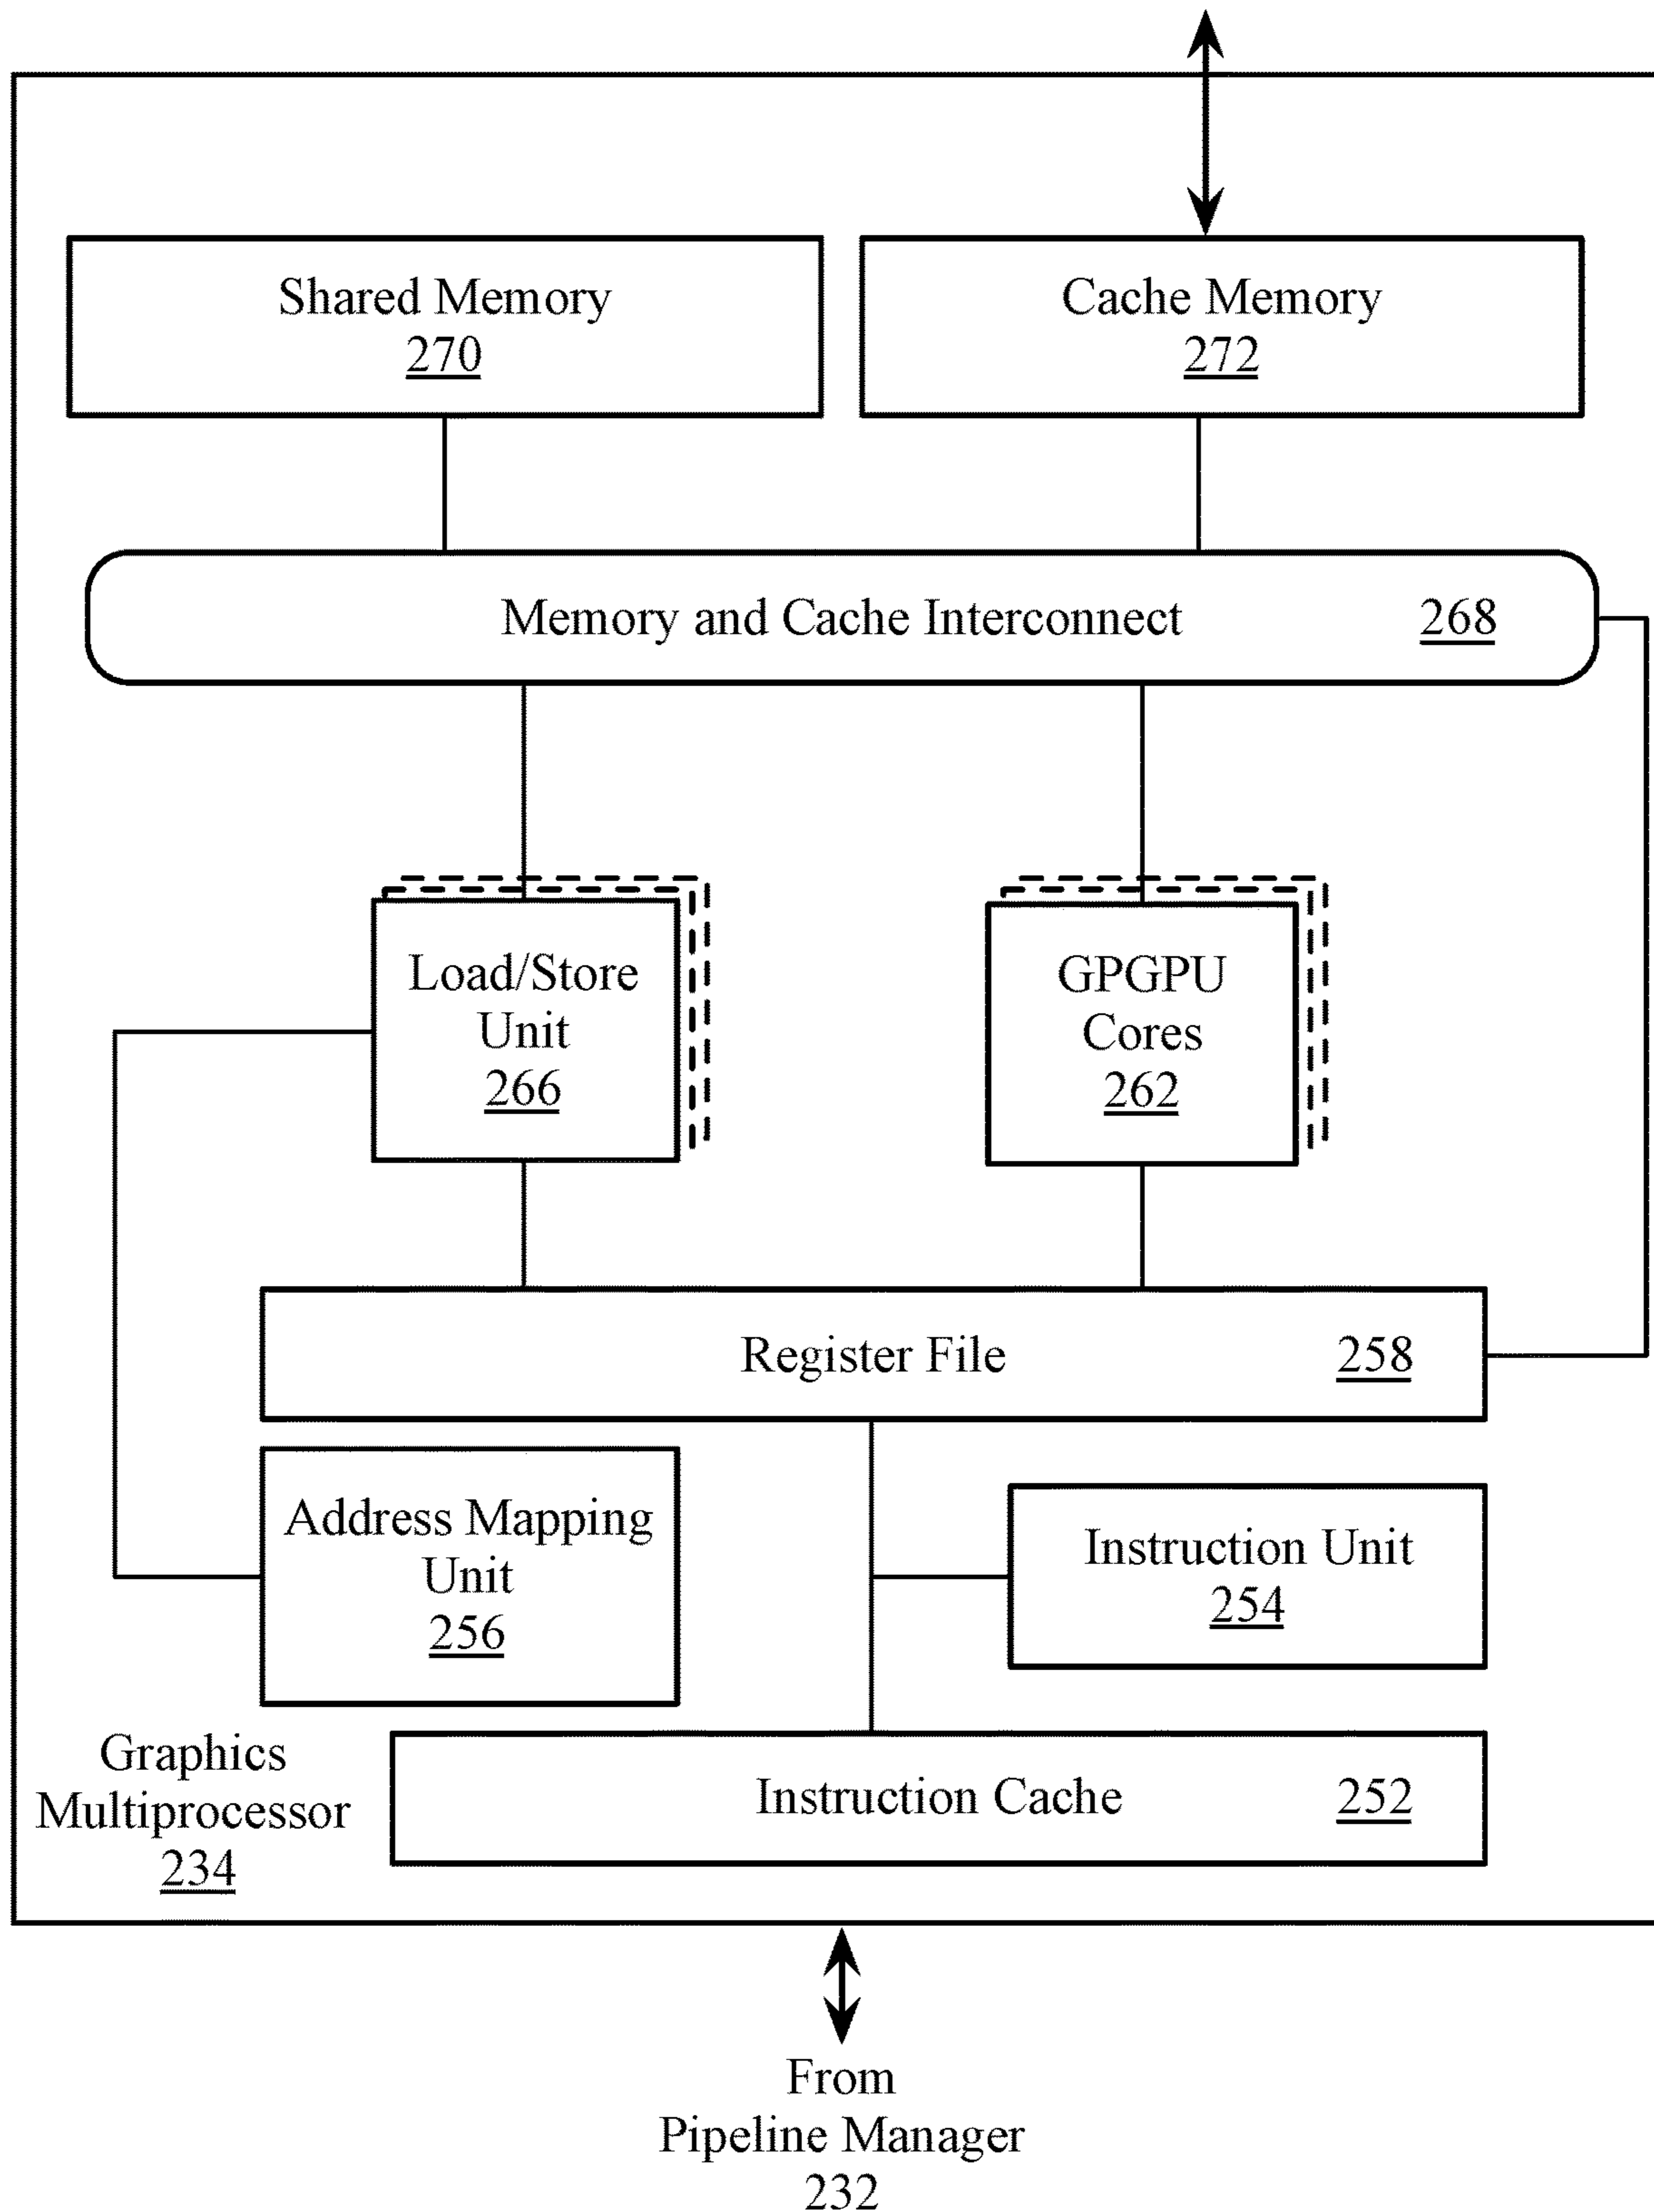 Shared Memory
270
Cache Memory
272
Memory and Cache Interconnect 268
Load/Store
Unit
266
GPGPU
Cores
262
Register File 258
Address Mapping
Unit
256
Instruction Unit
254
Graphics
Multiprocessor
234
Instruction Cache 252
From
Pipeline Manager
232